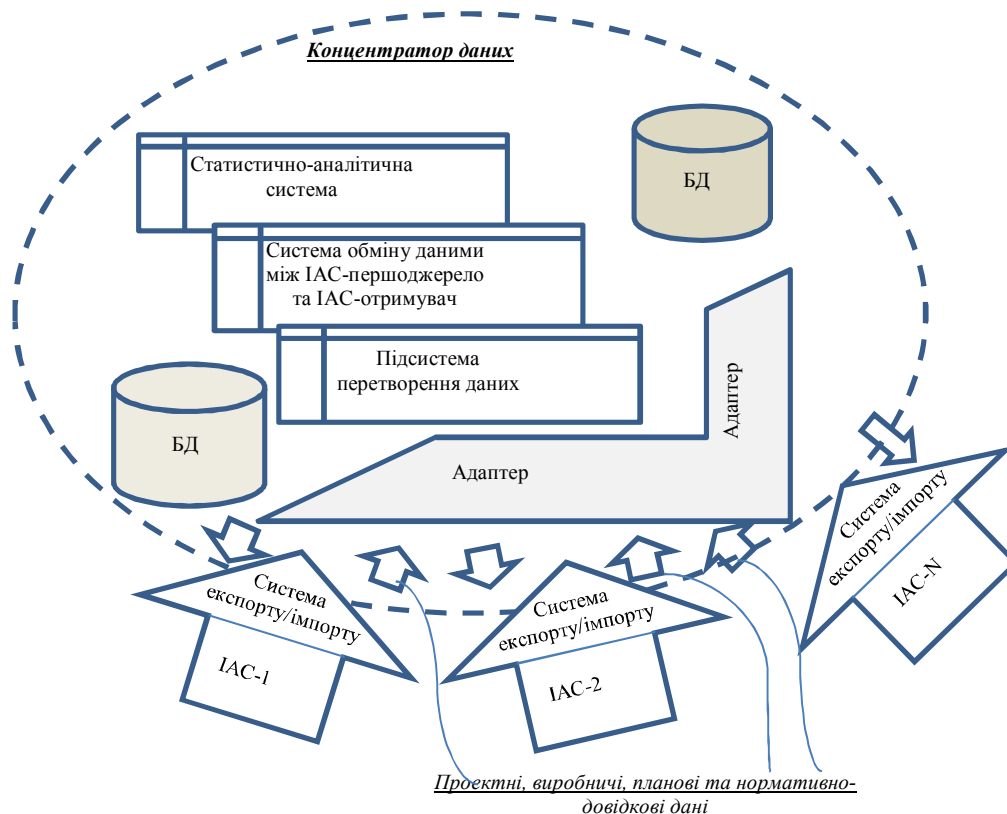 Концентратор даних
Статистично-аналітична
система
БД
Система обміну даними
між ІАС-першоджерело
та ІАС-отримувач
Підсистема
перетворення даних
БД
Адаптер
Адаптер
Система
експорту/імпорту
ІАС-1
Система
експорту/імпорту
ІАС-2
Система
експорту/імпорту
ІАС-N
Проектні, виробничі, планові та нормативно-
довідкові дані